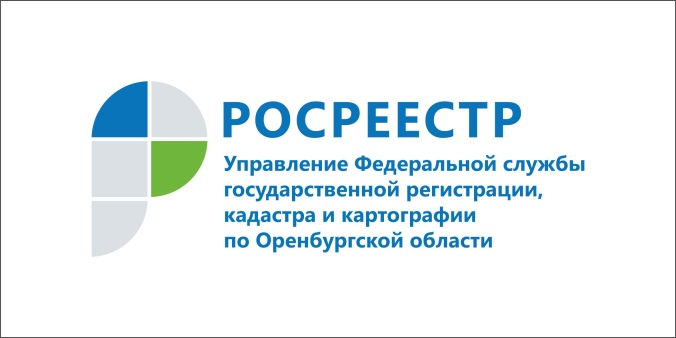 РОСРЕЕСТР
Управление Федеральной службы
государственной регистрации,
кадастра и картографии
по Оренбургской области